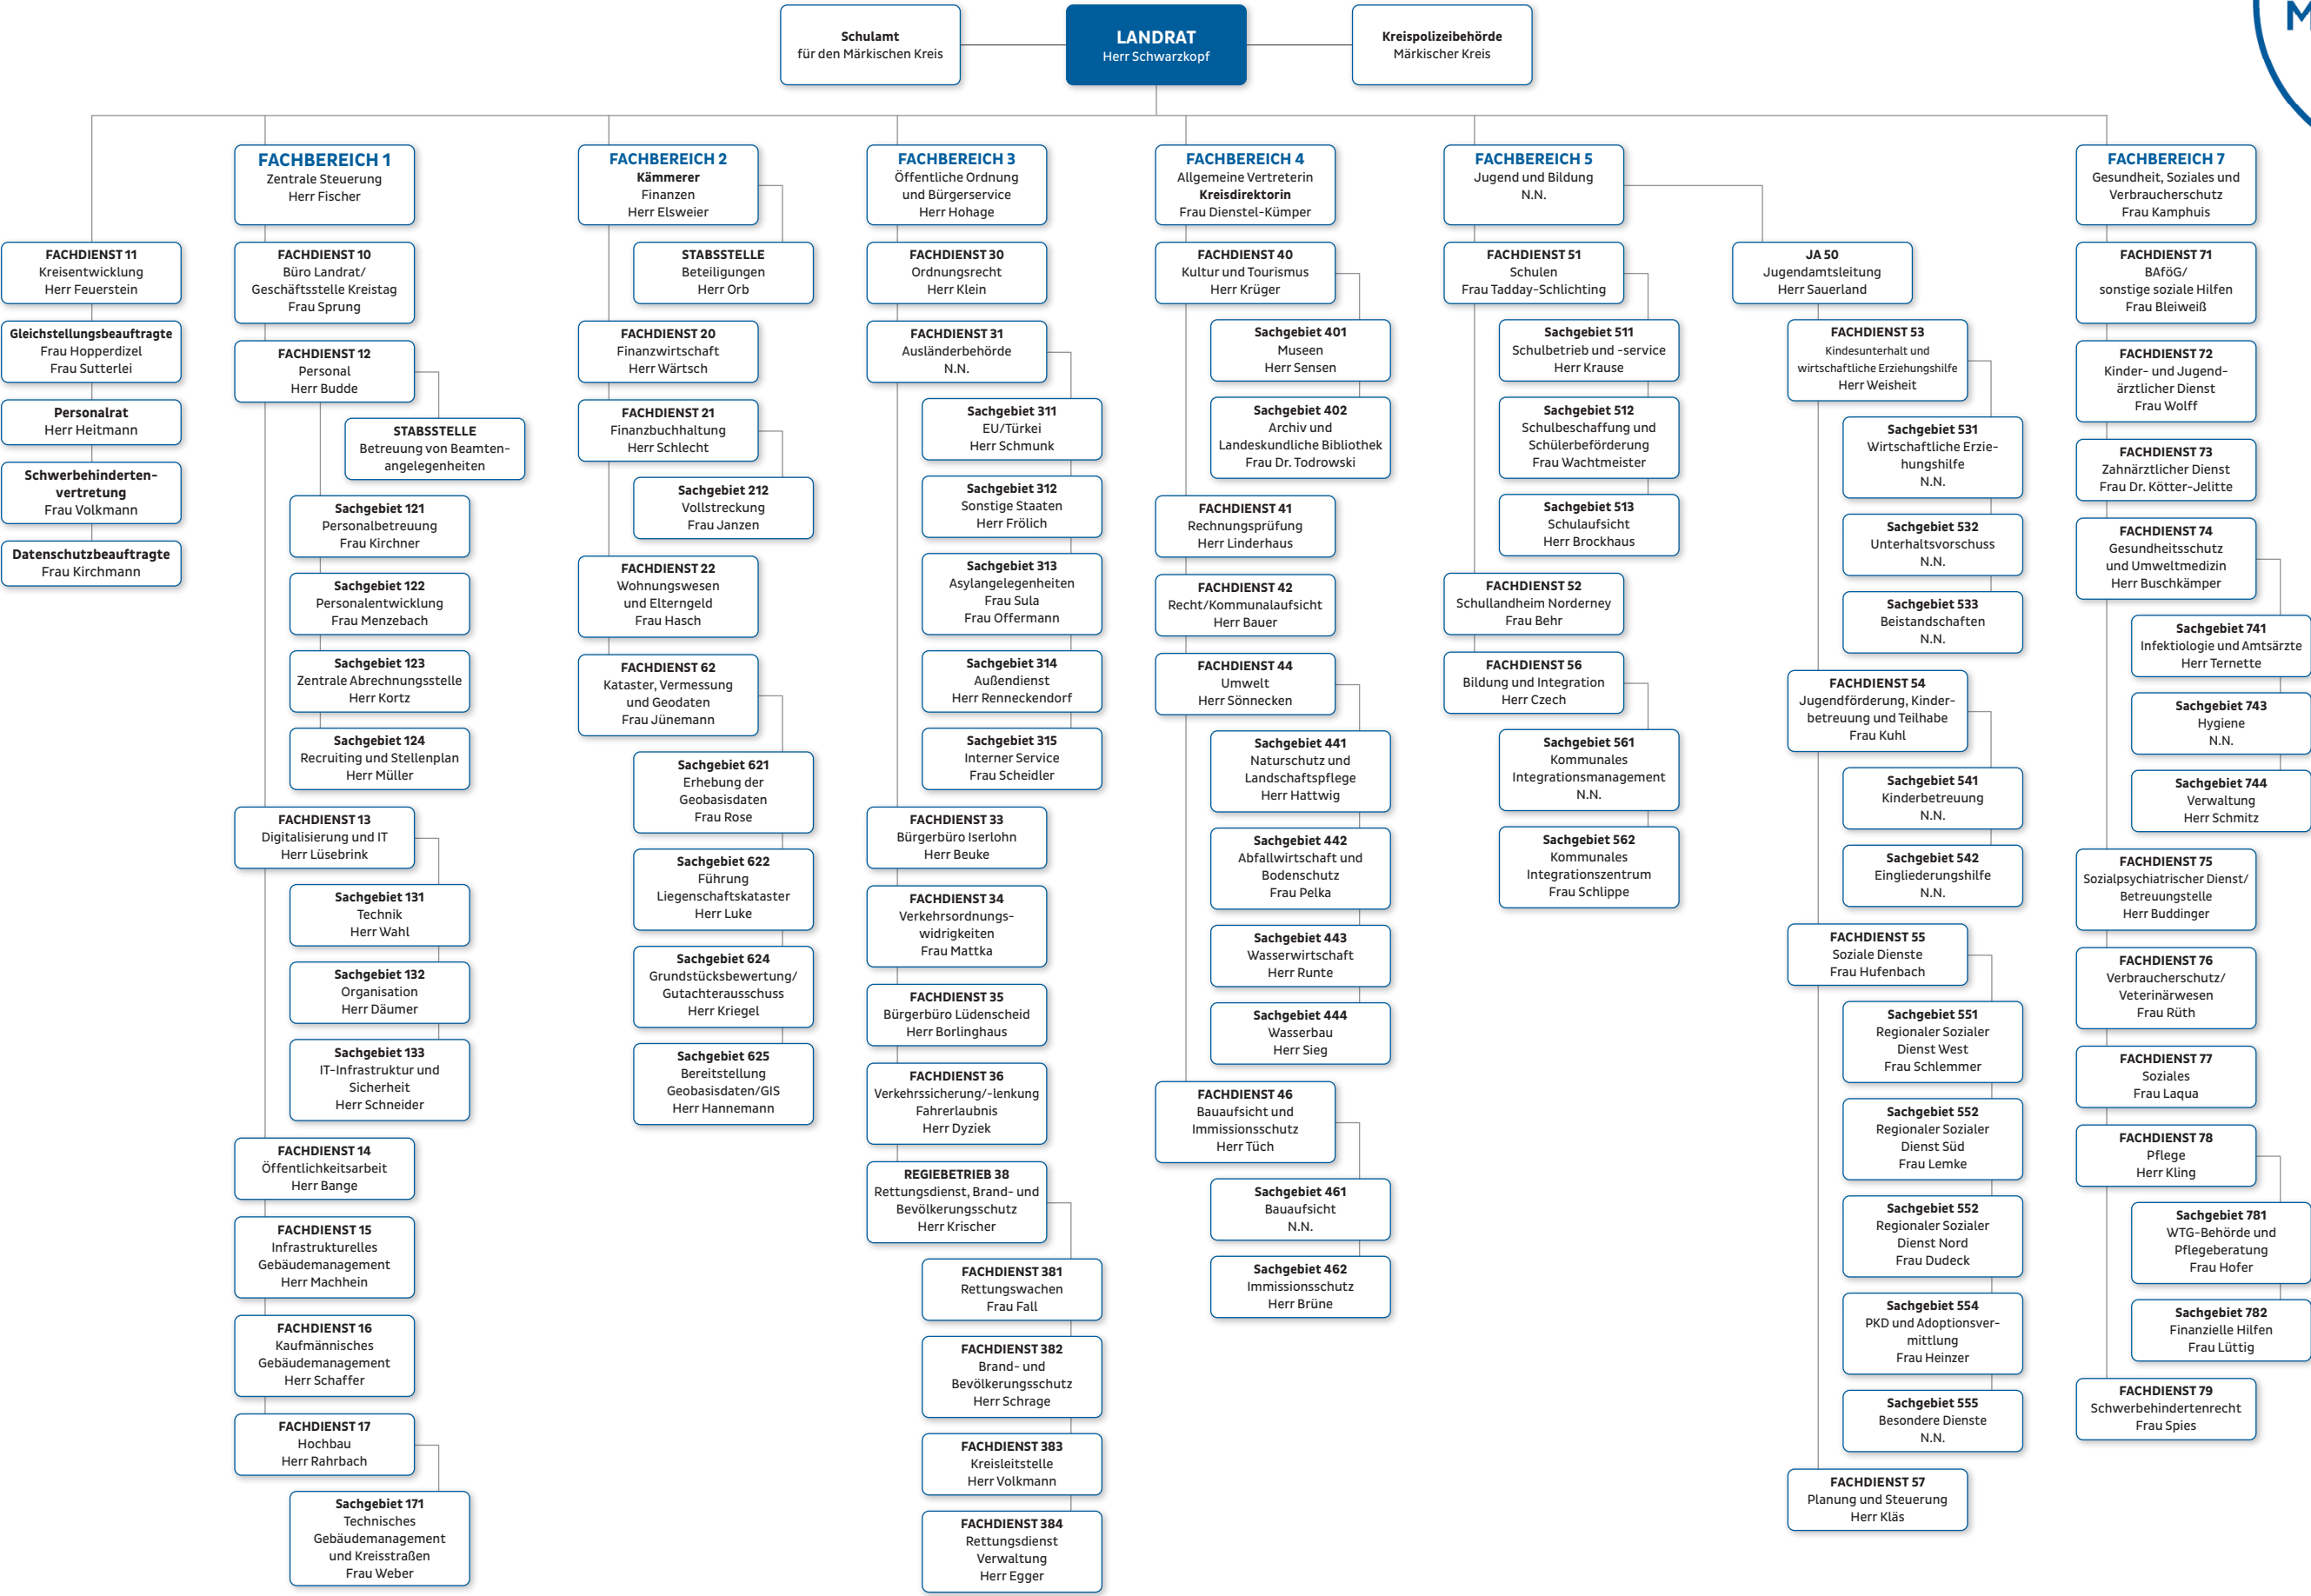 Schulamt
für den Märkischen Kreis
LANDRAT
Herr Schwarzkopf
Kreispolizeibehörde
Märkischer Kreis
FACHDIENST 11
Kreisentwicklung
Herr Feuerstein
Gleichstellungsbeauftragte
Frau Hopperdizel
Frau Sutterlei
Personalrat
Herr Heitmann
Schwerbehinderten-
vertretung
Frau Volkmann
Datenschutzbeauftragte
Frau Kirchmann
FACHBEREICH 1
Zentrale Steuerung
Herr Fischer
FACHDIENST 10
Büro Landrat/
Geschäftsstelle Kreistag
Frau Sprung
FACHDIENST 12
Personal
Herr Budde
STABSSTELLE
Betreuung von Beamten-
angelegenheiten
Sachgebiet 121
Personalbetreuung
Frau Kirchner
Sachgebiet 122
Personalentwicklung
Frau Menzebach
Sachgebiet 123
Zentrale Abrechnungsstelle
Herr Kortz
Sachgebiet 124
Recruiting und Stellenplan
Herr Müller
FACHDIENST 13
Digitalisierung und IT
Herr Lüsebrink
Sachgebiet 131
Technik
Herr Wahl
Sachgebiet 132
Organisation
Herr Däumer
Sachgebiet 133
IT-Infrastruktur und
Sicherheit
Herr Schneider
FACHDIENST 14
Öffentlichkeitsarbeit
Herr Bange
FACHDIENST 15
Infrastrukturelles
Gebäudemanagement
Herr Machhein
FACHDIENST 16
Kaufmännisches
Gebäudemanagement
Herr Schaffer
FACHDIENST 17
Hochbau
Herr Rahrbach
Sachgebiet 171
Technisches
Gebäudemanagement
und Kreisstraßen
Frau Weber
FACHBEREICH 2
Kämmerer
Finanzen
Herr Elsweier
STABSSTELLE
Beteiligungen
Herr Orb
FACHDIENST 20
Finanzwirtschaft
Herr Wärtsch
FACHDIENST 21
Finanzbuchhaltung
Herr Schlecht
Sachgebiet 212
Vollstreckung
Frau Janzen
FACHDIENST 22
Wohnungswesen
und Elterngeld
Frau Hasch
FACHDIENST 62
Kataster, Vermessung
und Geodaten
Frau Jünemann
Sachgebiet 621
Erhebung der
Geobasisdaten
Frau Rose
Sachgebiet 622
Führung
Liegenschaftskataster
Herr Luke
Sachgebiet 624
Grundstücksbewertung/
Gutachterausschuss
Herr Kriegel
Sachgebiet 625
Bereitstellung
Geobasisdaten/GIS
Herr Hannemann
FACHBEREICH 3
Öffentliche Ordnung
und Bürgerservice
Herr Hohage
FACHDIENST 30
Ordnungsrecht
Herr Klein
FACHDIENST 31
Ausländerbehörde
N.N.
Sachgebiet 311
EU/Türkei
Herr Schmunk
Sachgebiet 312
Sonstige Staaten
Herr Frölich
Sachgebiet 313
Asylangelegenheiten
Frau Sula
Frau Offermann
Sachgebiet 314
Außendienst
Herr Renneckendorf
Sachgebiet 315
Interner Service
Frau Scheidler
FACHDIENST 33
Bürgerbüro Iserlohn
Herr Beuke
FACHDIENST 34
Verkehrsordnungs-
widrigkeiten
Frau Mattka
FACHDIENST 35
Bürgerbüro Lüdenscheid
Herr Borlinghaus
FACHDIENST 36
Verkehrssicherung/-lenkung
Fahrerlaubnis
Herr Dyziek
REGIEBETRIEB 38
Rettungsdienst, Brand- und
Bevölkerungsschutz
Herr Krischer
FACHDIENST 381
Rettungswachen
Frau Fall
FACHDIENST 382
Brand- und
Bevölkerungsschutz
Herr Schrage
FACHDIENST 383
Kreisleitstelle
Herr Volkmann
FACHDIENST 384
Rettungsdienst
Verwaltung
Herr Egger
FACHBEREICH 4
Allgemeine Vertreterin
Kreisdirektorin
Frau Dienstel-Kümper
FACHDIENST 40
Kultur und Tourismus
Herr Krüger
Sachgebiet 401
Museen
Herr Sensen
Sachgebiet 402
Archiv und
Landeskundliche Bibliothek
Frau Dr. Todrowski
FACHDIENST 41
Rechnungsprüfung
Herr Linderhaus
FACHDIENST 42
Recht/Kommunalaufsicht
Herr Bauer
FACHDIENST 44
Umwelt
Herr Sönnecken
Sachgebiet 441
Naturschutz und
Landschaftspflege
Herr Hattwig
Sachgebiet 442
Abfallwirtschaft und
Bodenschutz
Frau Pelka
Sachgebiet 443
Wasserwirtschaft
Herr Runte
Sachgebiet 444
Wasserbau
Herr Sieg
FACHDIENST 46
Bauaufsicht und
Immissionsschutz
Herr Tüch
Sachgebiet 461
Bauaufsicht
N.N.
Sachgebiet 462
Immissionsschutz
Herr Brüne
FACHBEREICH 5
Jugend und Bildung
N.N.
FACHDIENST 51
Schulen
Frau Tadday-Schlichting
Sachgebiet 511
Schulbetrieb und -service
Herr Krause
Sachgebiet 512
Schulbeschaffung und
Schülerbeförderung
Frau Wachtmeister
Sachgebiet 513
Schulaufsicht
Herr Brockhaus
FACHDIENST 52
Schullandheim Norderney
Frau Behr
FACHDIENST 56
Bildung und Integration
Herr Czech
Sachgebiet 561
Kommunales
Integrationsmanagement
N.N.
Sachgebiet 562
Kommunales
Integrationszentrum
Frau Schlippe
JA 50
Jugendamtsleitung
Herr Sauerland
FACHDIENST 53
Kindesunterhalt und
wirtschaftliche Erziehungshilfe
Herr Weisheit
Sachgebiet 531
Wirtschaftliche Erzie-
hungshilfe
N.N.
Sachgebiet 532
Unterhaltsvorschuss
N.N.
Sachgebiet 533
Beistandschaften
N.N.
FACHDIENST 54
Jugendförderung, Kinder-
betreuung und Teilhabe
Frau Kuhl
Sachgebiet 541
Kinderbetreuung
N.N.
Sachgebiet 542
Eingliederungshilfe
N.N.
FACHDIENST 55
Soziale Dienste
Frau Hufenbach
Sachgebiet 551
Regionaler Sozialer
Dienst West
Frau Schlemmer
Sachgebiet 552
Regionaler Sozialer
Dienst Süd
Frau Lemke
Sachgebiet 552
Regionaler Sozialer
Dienst Nord
Frau Dudeck
Sachgebiet 554
PKD und Adoptionsver-
mittlung
Frau Heinzer
Sachgebiet 555
Besondere Dienste
N.N.
FACHDIENST 57
Planung und Steuerung
Herr Kläs
FACHBEREICH 7
Gesundheit, Soziales und
Verbraucherschutz
Frau Kamphuis
FACHDIENST 71
BAföG/
sonstige soziale Hilfen
Frau Bleiweiß
FACHDIENST 72
Kinder- und Jugend-
ärztlicher Dienst
Frau Wolff
FACHDIENST 73
Zahnärztlicher Dienst
Frau Dr. Kötter-Jelitte
FACHDIENST 74
Gesundheitsschutz
und Umweltmedizin
Herr Buschkämper
Sachgebiet 741
Infektiologie und Amtsärzte
Herr Ternette
Sachgebiet 743
Hygiene
N.N.
Sachgebiet 744
Verwaltung
Herr Schmitz
FACHDIENST 75
Sozialpsychiatrischer Dienst/
Betreuungstelle
Herr Buddinger
FACHDIENST 76
Verbraucherschutz/
Veterinärwesen
Frau Rüth
FACHDIENST 77
Soziales
Frau Laqua
FACHDIENST 78
Pflege
Herr Kling
Sachgebiet 781
WTG-Behörde und
Pflegeberatung
Frau Hofer
Sachgebiet 782
Finanzielle Hilfen
Frau Lüttig
FACHDIENST 79
Schwerbehindertenrecht
Frau Spies